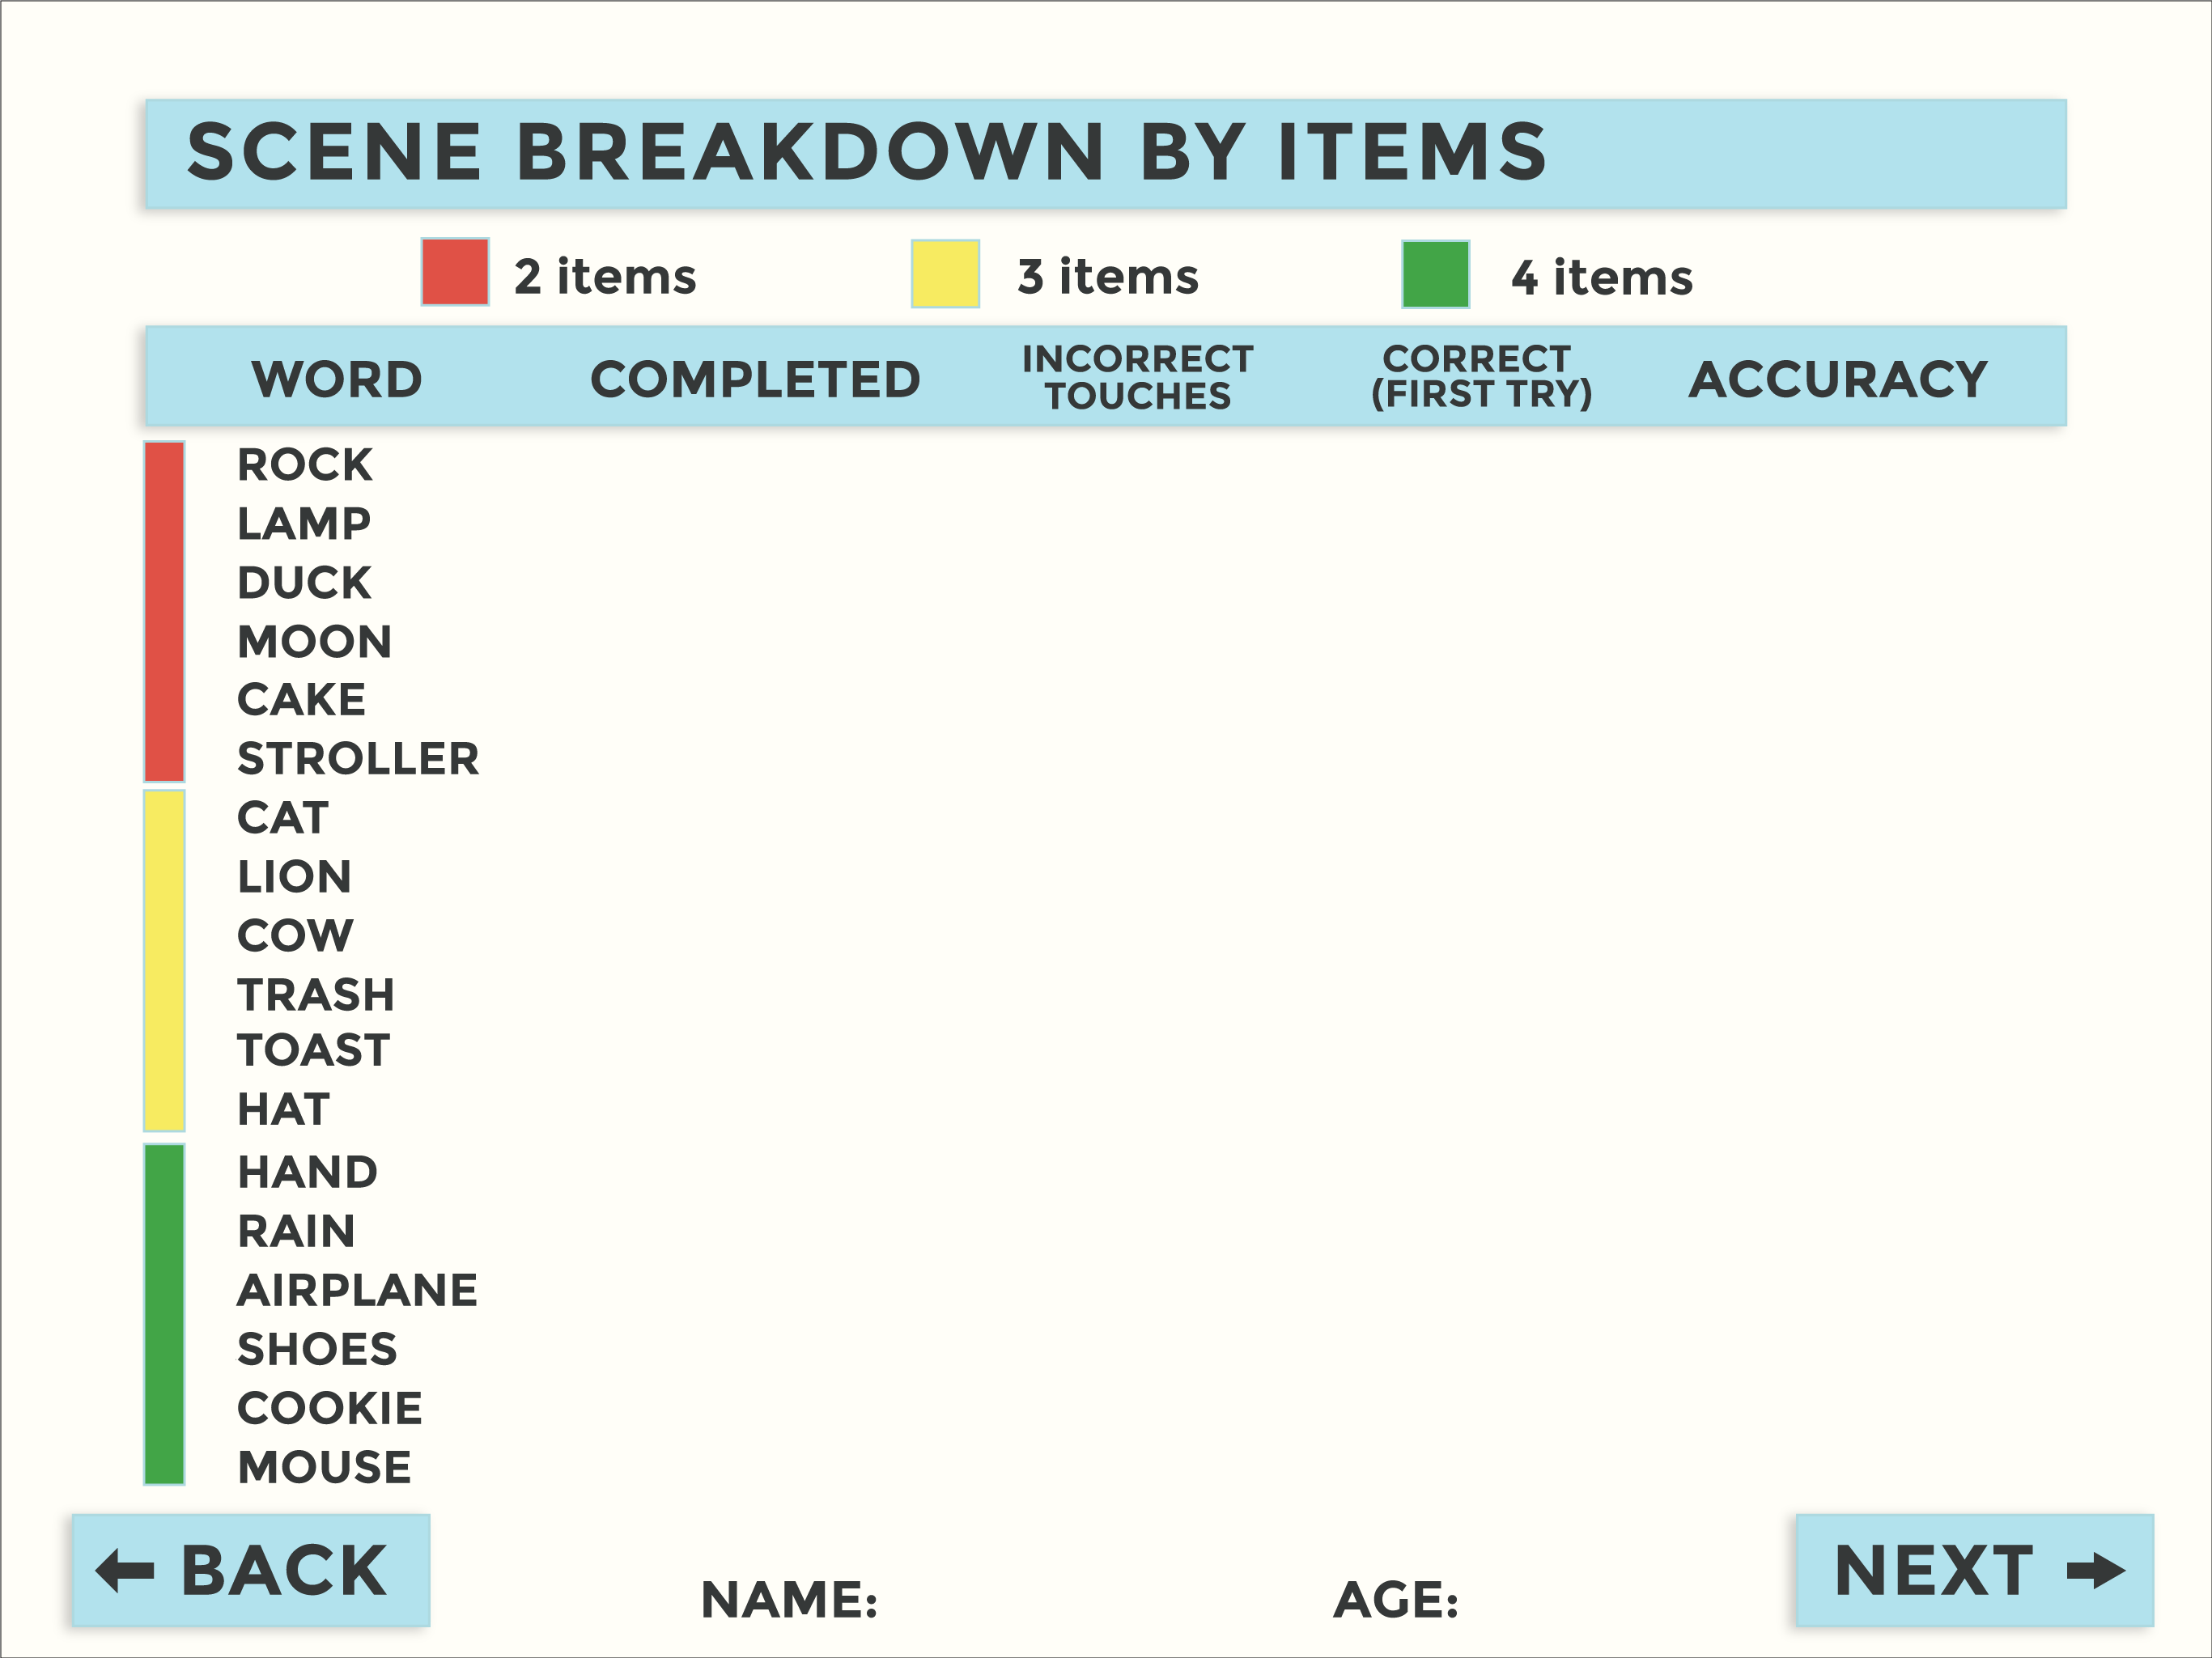 SCENE BREAKDOWN BY ITEMS
2 items 3 items 4 items
WORD COMPLETED INCORRECT TOUCHES CORRECT (FIRST TRY) ACCURACY
ROCK
LAMP
DUCK
MOON
CAKE
STROLLER
CAT
LION
COW
TRASH
TOAST
HAT
HAND
RAIN
AIRPLANE
SHOES
COOKIE
MOUSE
BACK NAME: AGE: NEXT